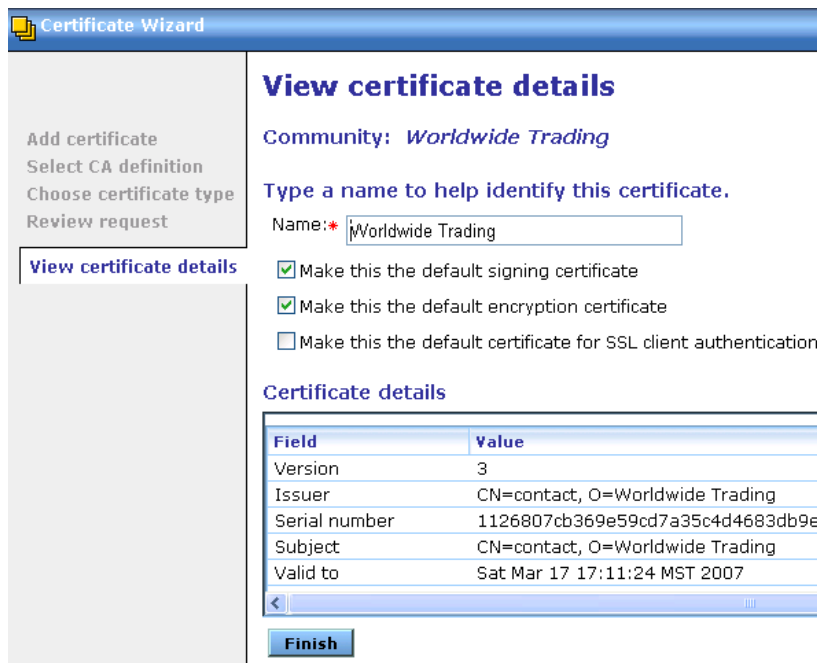 Certificate Wizard
Add certificate
Select CA definition
Choose certificate type
Review request
View certificate details
View certificate details
Community: Worldwide Trading
Type a name to help identify this certificate.
Name:* Worldwide Trading
Make this the default signing certificate
Make this the default encryption certificate
Make this the default certificate for SSL client authentication
Certificate details
Field Value
Version 3
Issuer CN=contact, O=Worldwide Trading
Serial number 1126807cb369e59cd7a35c4d4683db9e
Subject CN=contact, O=Worldwide Trading
Valid to Sat Mar 17 17:11:24 MST 2007
Finish